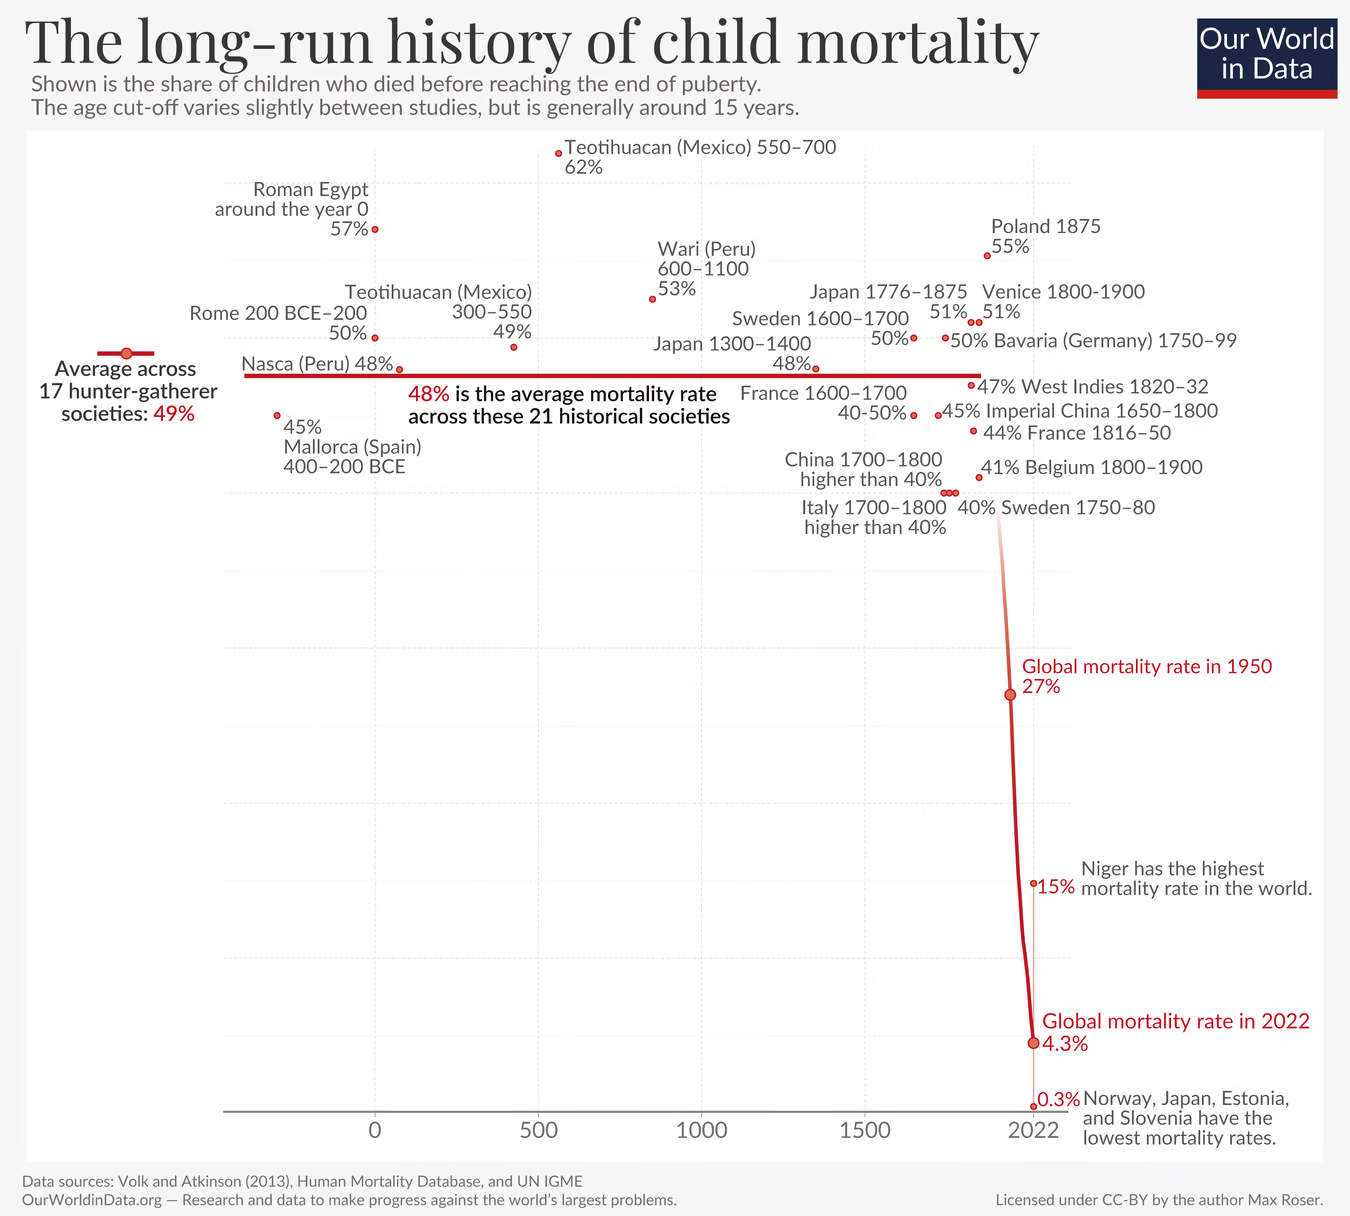 The long-run history of child mortality
Our World
in Data
Shown is the share of children who died before reaching the end of puberty.
The age cut-off varies slightly between studies, but is generally around 15 years.
Teotihuacan (Mexico) 550–700
62%
Roman Egypt
around the year 0
57%
Poland 1875
55%
Wari (Peru)
600–1100
53%
Teotihuacan (Mexico)
300–550
49%
Rome 200 BCE–200
50%
Japan 1776–1875
51%
Venice 1800-1900
51%
Sweden 1600–1700
50%
50% Bavaria (Germany) 1750–99
Japan 1300–1400
48%
Average across
17 hunter-gatherer
societies: 49%
Nasca (Peru) 48%
48% is the average mortality rate
across these 21 historical societies
France 1600–1700
40-50%
47% West Indies 1820–32
45% Imperial China 1650–1800
44% France 1816–50
45%
Mallorca (Spain)
400–200 BCE
China 1700–1800
higher than 40%
41% Belgium 1800–1900
Italy 1700–1800
higher than 40%
40% Sweden 1750–80
Global mortality rate in 1950
27%
15%
Niger has the highest
mortality rate in the world.
Global mortality rate in 2022
4.3%
0.3%
Norway, Japan, Estonia,
and Slovenia have the
lowest mortality rates.
0
500
1000
1500
2022
Data sources: Volk and Atkinson (2013), Human Mortality Database, and UN IGME
OurWorldinData.org — Research and data to make progress against the world's largest problems.
Licensed under CC-BY by the author Max Roser.